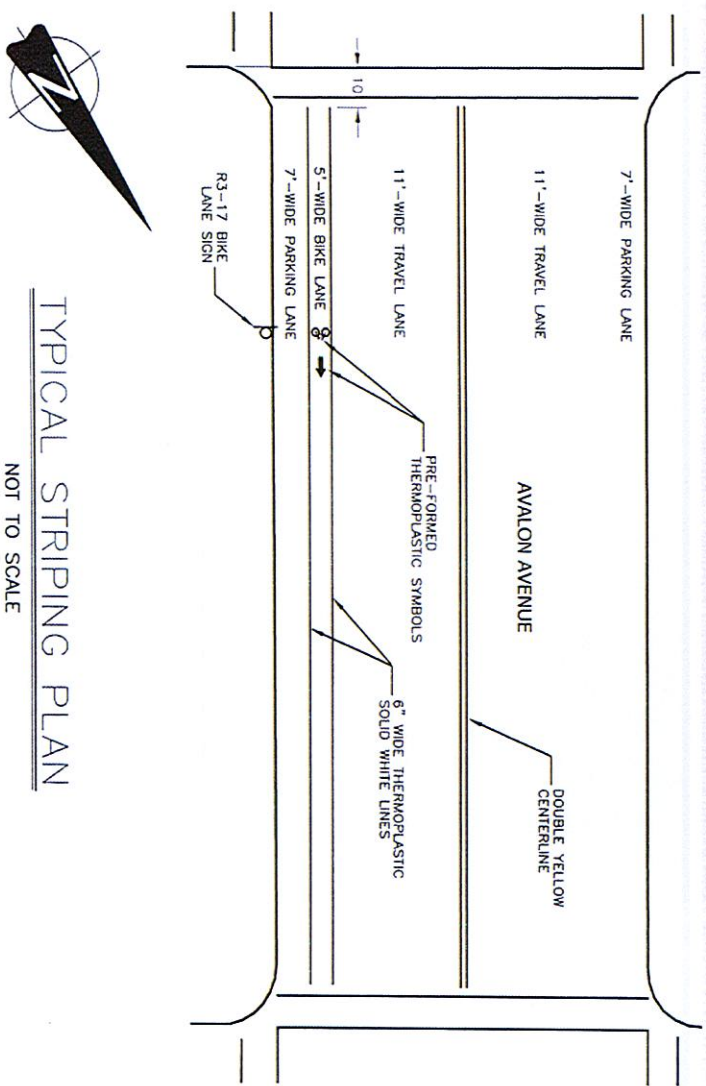 N
10
7'-WIDE PARKING LANE
11'-WIDE TRAVEL LANE
AVALON AVENUE
DOUBLE YELLOW
CENTERLINE
11'-WIDE TRAVEL LANE
PRE-FORMED
THERMOPLASTIC SYMBOLS
6" WIDE THERMOPLASTIC
SOLID WHITE LINES
5'-WIDE BIKE LANE
7'-WIDE PARKING LANE
R3-17 BIKE
LANE SIGN
TYPICAL STRIPING PLAN
NOT TO SCALE